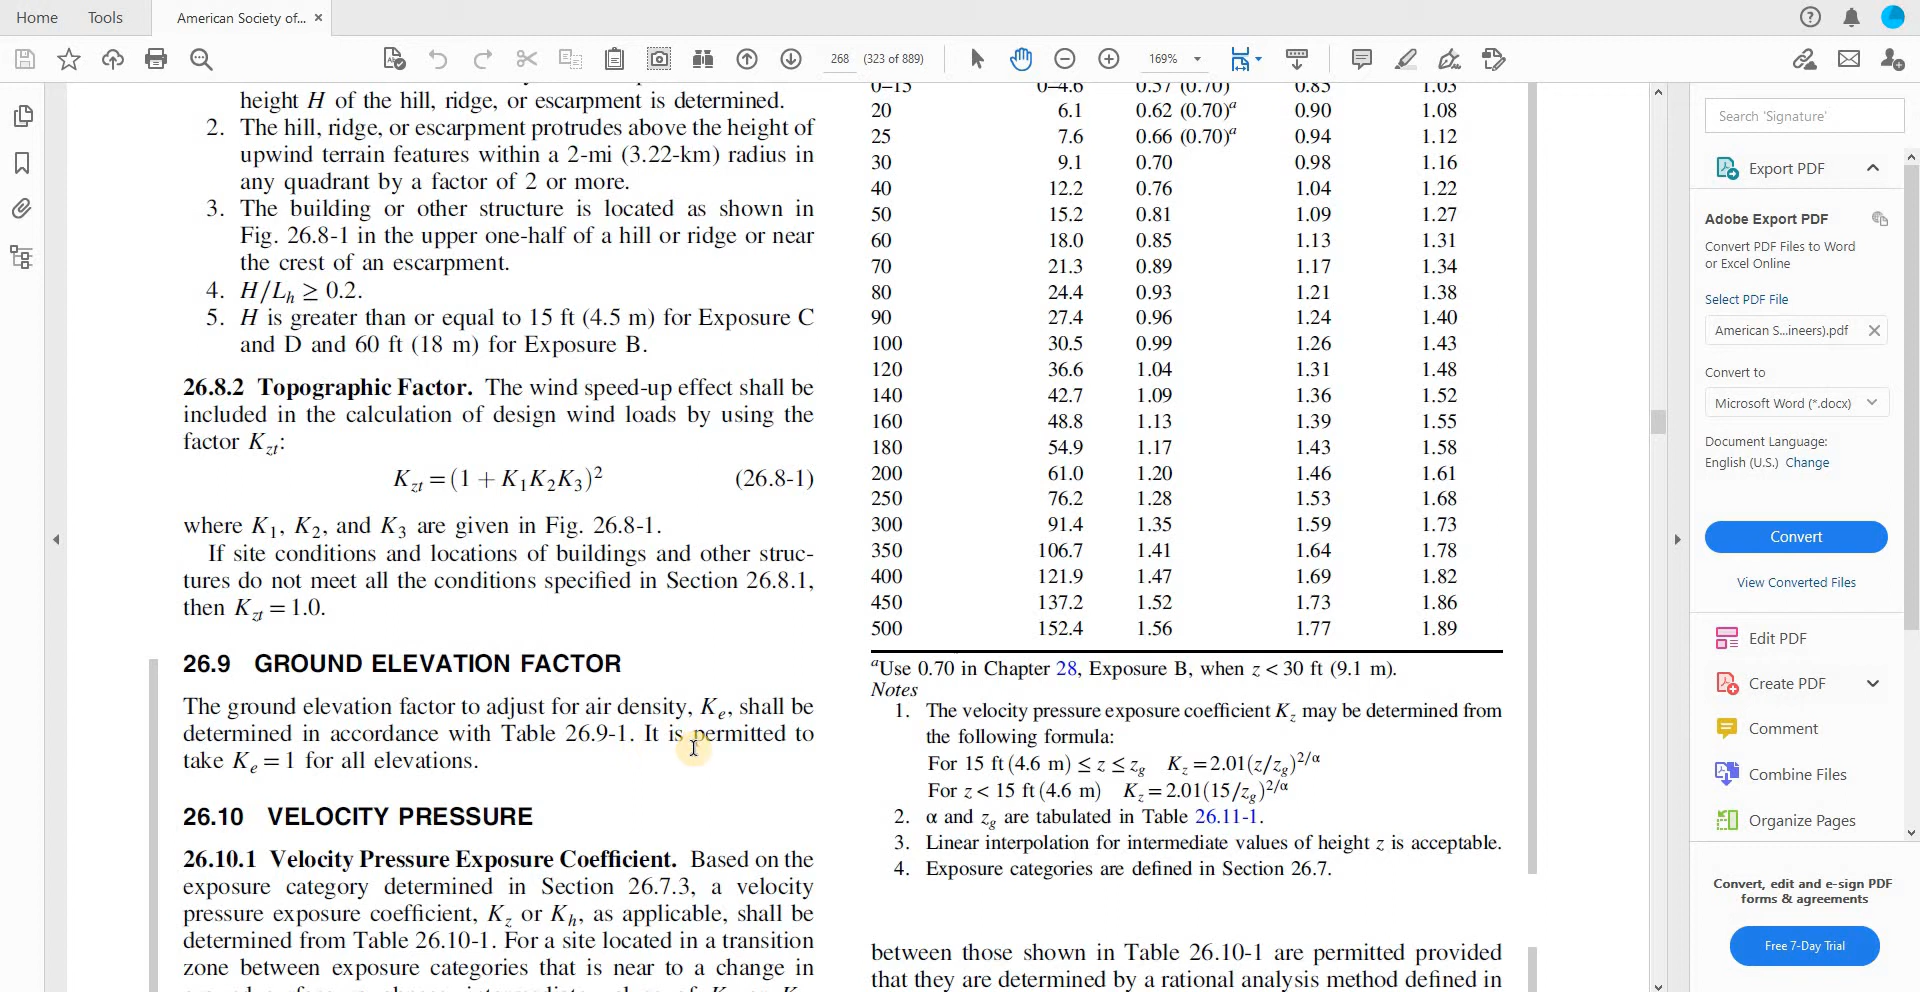 Home
Tools
American Society of... ×
268
(323 of 889)
169%
height H of the hill, ridge, or escarpment is determined.
2. The hill, ridge, or escarpment protrudes above the height of
upwind terrain features within a 2-mi (3.22-km) radius in
any quadrant by a factor of 2 or more.
3. The building or other structure is located as shown in
Fig. 26.8-1 in the upper one-half of a hill or ridge or near
the crest of an escarpment.
4. H/Lh ≥ 0.2.
5. H is greater than or equal to 15 ft (4.5 m) for Exposure C
and D and 60 ft (18 m) for Exposure B.
26.8.2 Topographic Factor. The wind speed-up effect shall be
included in the calculation of design wind loads by using the
factor Kzt:
Kzt = (1 + K1K2K3)2 (26.8-1)
where K1, K2, and K3 are given in Fig. 26.8-1.
If site conditions and locations of buildings and other struc-
tures do not meet all the conditions specified in Section 26.8.1,
then Kzt = 1.0.
26.9 GROUND ELEVATION FACTOR
The ground elevation factor to adjust for air density, Ke, shall be
determined in accordance with Table 26.9-1. It is permitted to
take Ke = 1 for all elevations.
26.10 VELOCITY PRESSURE
26.10.1 Velocity Pressure Exposure Coefficient. Based on the
exposure category determined in Section 26.7.3, a velocity
pressure exposure coefficient, Kz or Kh, as applicable, shall be
determined from Table 26.10-1. For a site located in a transition
zone between exposure categories that is near to a change in
0–15 0–4.6 0.57 (0.70) 0.85 1.03
20 6.1 0.62 (0.70)a 0.90 1.08
25 7.6 0.66 (0.70)a 0.94 1.12
30 9.1 0.70 0.98 1.16
40 12.2 0.76 1.04 1.22
50 15.2 0.81 1.09 1.27
60 18.0 0.85 1.13 1.31
70 21.3 0.89 1.17 1.34
80 24.4 0.93 1.21 1.38
90 27.4 0.96 1.24 1.40
100 30.5 0.99 1.26 1.43
120 36.6 1.04 1.31 1.48
140 42.7 1.09 1.36 1.52
160 48.8 1.13 1.39 1.55
180 54.9 1.17 1.43 1.58
200 61.0 1.20 1.46 1.61
250 76.2 1.28 1.53 1.68
300 91.4 1.35 1.59 1.73
350 106.7 1.41 1.64 1.78
400 121.9 1.47 1.69 1.82
450 137.2 1.52 1.73 1.86
500 152.4 1.56 1.77 1.89
aUse 0.70 in Chapter 28, Exposure B, when z < 30 ft (9.1 m).
Notes
1. The velocity pressure exposure coefficient Kz may be determined from
the following formula:
For 15 ft (4.6 m) ≤ z ≤ zg Kz = 2.01(z/zg)2/α
For z < 15 ft (4.6 m) Kz = 2.01(15/zg)2/α
2. α and zg are tabulated in Table 26.11-1.
3. Linear interpolation for intermediate values of height z is acceptable.
4. Exposure categories are defined in Section 26.7.
between those shown in Table 26.10-1 are permitted provided
that they are determined by a rational analysis method defined in
Search 'Signature'
Export PDF
Adobe Export PDF
Convert PDF Files to Word
or Excel Online
Select PDF File
American S...ineers).pdf
Convert to
Microsoft Word (*.docx)
Document Language:
English (U.S.) Change
Convert
View Converted Files
Edit PDF
Create PDF
Comment
Combine Files
Organize Pages
Convert, edit and e-sign PDF
forms & agreements
Free 7-Day Trial